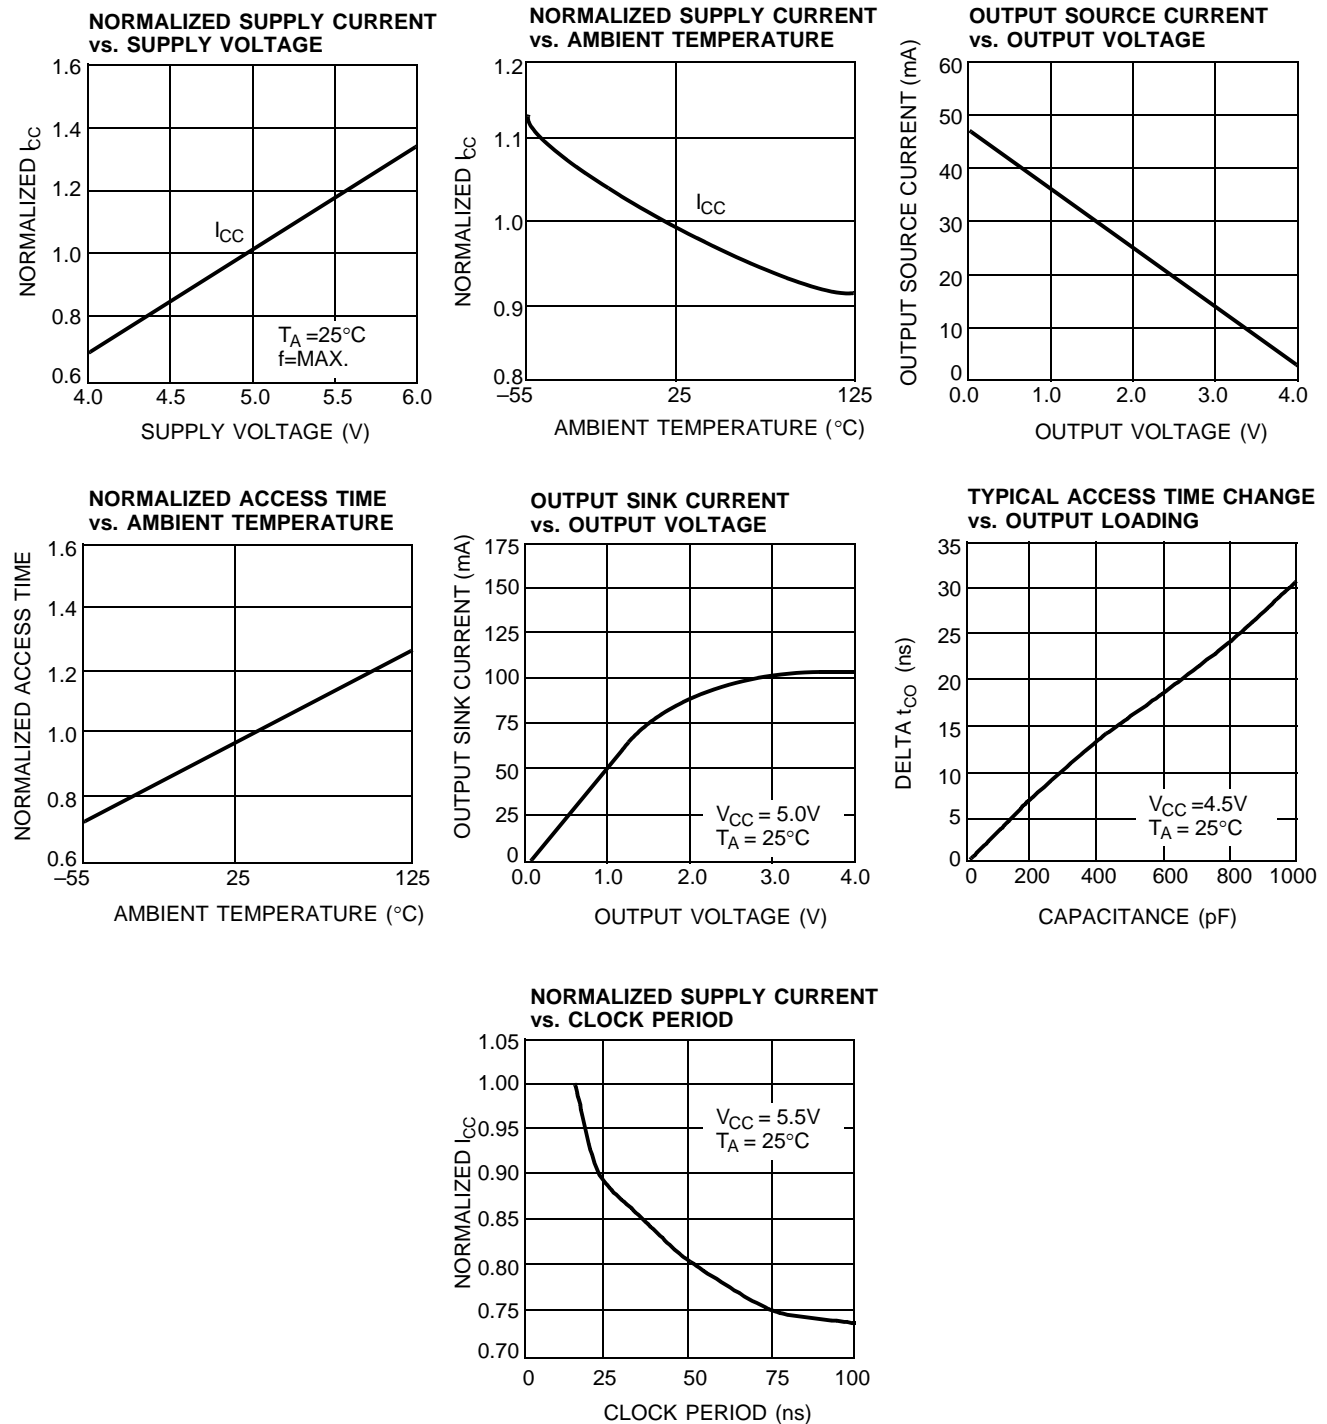 NORMALIZED SUPPLY CURRENT
vs. SUPPLY VOLTAGE
1.6
1.4
1.2
1.0
0.8
0.6
NORMALIZED ICC
ICC
TA =25°C
f=MAX.
4.0 4.5 5.0 5.5 6.0
SUPPLY VOLTAGE (V)
NORMALIZED SUPPLY CURRENT
vs. AMBIENT TEMPERATURE
1.2
1.1
1.0
0.9
0.8
NORMALIZED ICC
ICC
–55 25 125
AMBIENT TEMPERATURE (°C)
OUTPUT SOURCE CURRENT
vs. OUTPUT VOLTAGE
60
50
40
30
20
10
0
OUTPUT SOURCE CURRENT (mA)
0.0 1.0 2.0 3.0 4.0
OUTPUT VOLTAGE (V)
NORMALIZED ACCESS TIME
vs. AMBIENT TEMPERATURE
1.6
1.4
1.2
1.0
0.8
0.6
NORMALIZED ACCESS TIME
–55 25 125
AMBIENT TEMPERATURE (°C)
OUTPUT SINK CURRENT
vs. OUTPUT VOLTAGE
175
150
125
100
75
50
25
0
OUTPUT SINK CURRENT (mA)
VCC = 5.0V
TA = 25°C
0.0 1.0 2.0 3.0 4.0
OUTPUT VOLTAGE (V)
TYPICAL ACCESS TIME CHANGE
vs. OUTPUT LOADING
35
30
25
20
15
10
5
0
DELTA tCO (ns)
VCC =4.5V
TA = 25°C
0 200 400 600 800 1000
CAPACITANCE (pF)
NORMALIZED SUPPLY CURRENT
vs. CLOCK PERIOD
1.05
1.00
0.95
0.90
0.85
0.80
0.75
0.70
NORMALIZED ICC
VCC = 5.5V
TA = 25°C
0 25 50 75 100
CLOCK PERIOD (ns)